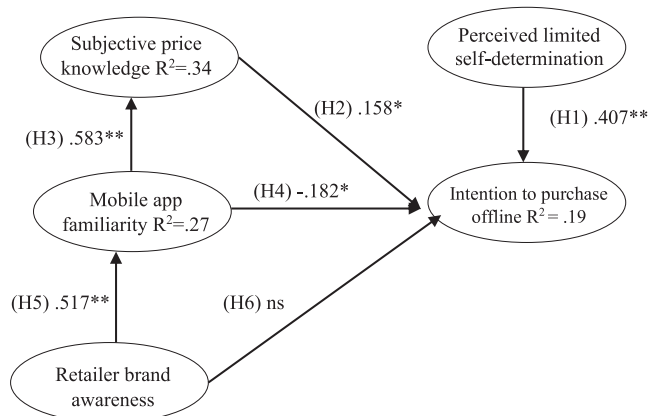 Subjective price
knowledge R²=.34
Perceived limited
self-determination
(H2) .158*
(H1) .407**
(H3) .583**
Mobile app
familiarity R²=.27
(H4) -.182*
Intention to purchase
offline R² = .19
(H5) .517**
(H6) ns
Retailer brand
awareness